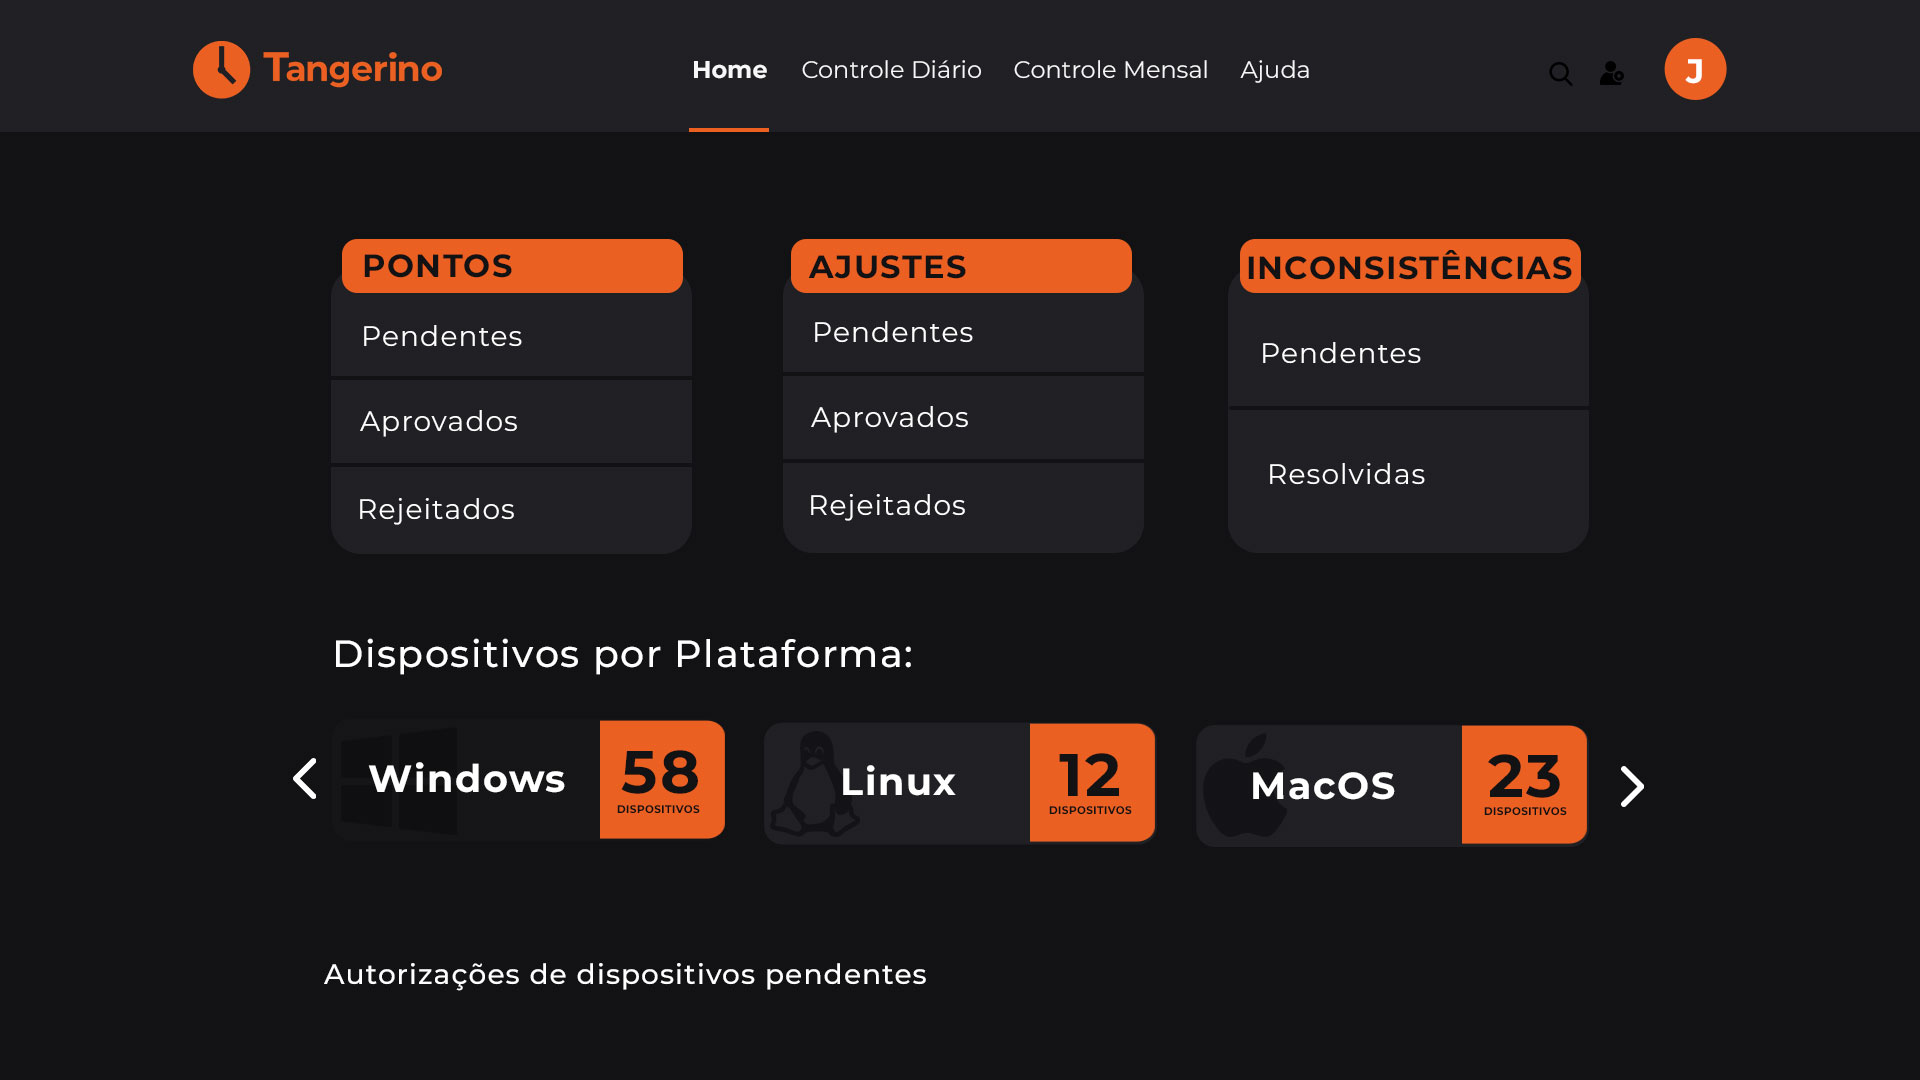 Tangerino
Home Controle Diário Controle Mensal Ajuda
J
PONTOS
Pendentes
Aprovados
Rejeitados
AJUSTES
Pendentes
Aprovados
Rejeitados
INCONSISTÊNCIAS
Pendentes
Resolvidas
Dispositivos por Plataforma:
Windows
58
DISPOSITIVOS
Linux
12
DISPOSITIVOS
MacOS
23
DISPOSITIVOS
Autorizações de dispositivos pendentes